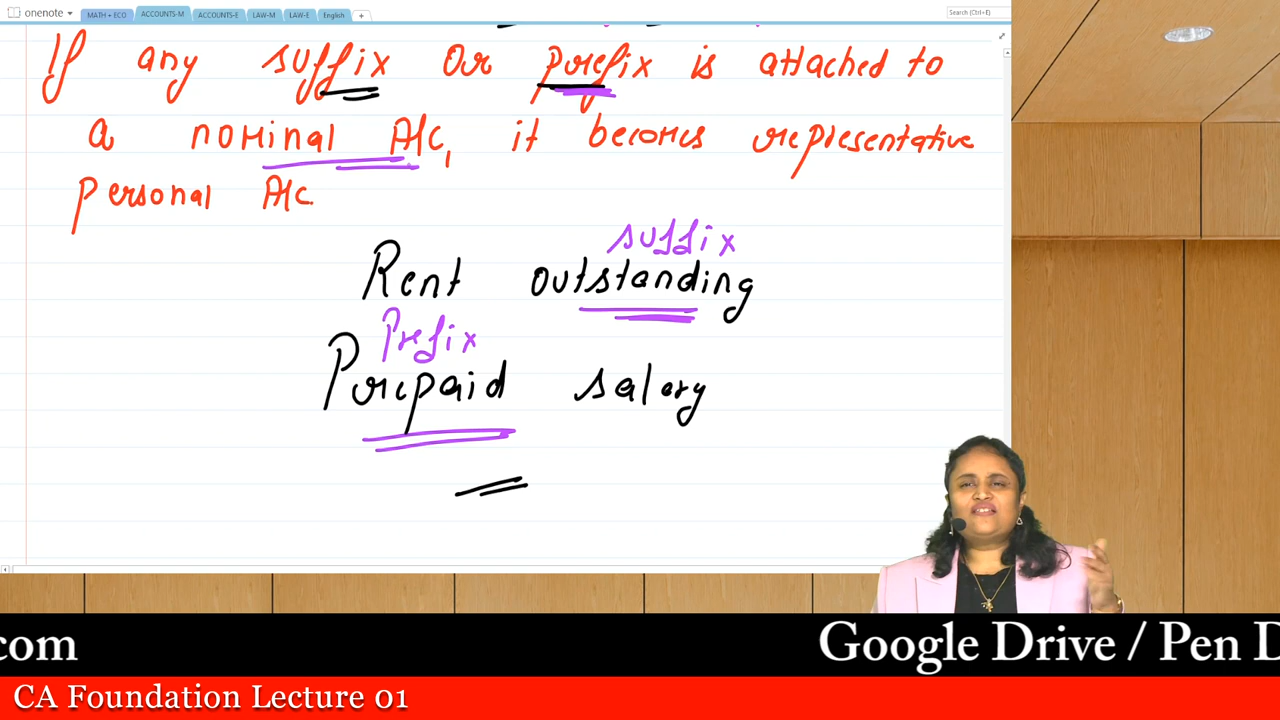 onenote
MATH + ECO ACCOUNTS-M ACCOUNTS-E LAW-M LAW-E English +
Search (Ctrl+E)
If any suffix Or prefix is attached to
a nominal A/c, it becomes representative
personal A/c
suffix
Rent outstanding
Prefix
Prepaid salary
.com
Google Drive / Pen D
CA Foundation Lecture 01